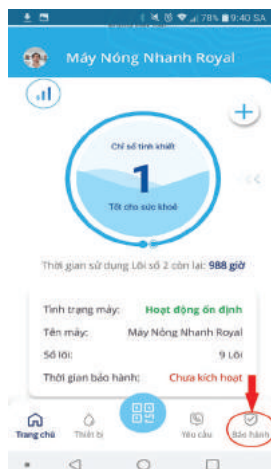 78% 9:40 SA
Máy Nóng Nhanh Royal
Chỉ số tinh khiết
1
Tốt cho sức khoẻ
Thời gian sử dụng Lõi số 2 còn lại: 988 giờ
Tình trạng máy: Hoạt động ổn định
Tên máy: Máy Nóng Nhanh Royal
Số lõi: 9 Lõi
Thời gian bảo hành: Chưa kích hoạt
Trang chủ Thiết bị Yêu cầu Bảo hành